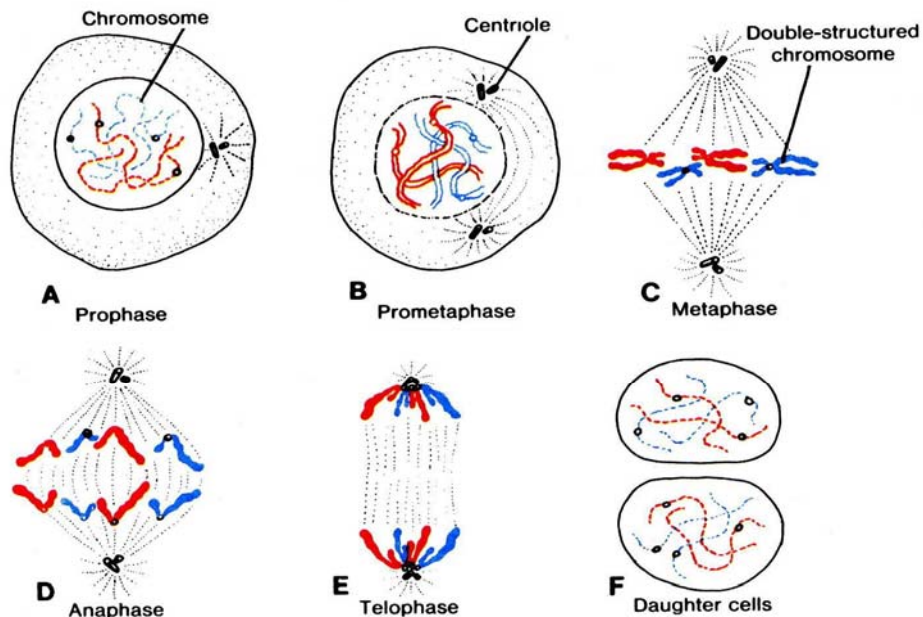 Chromosome
Centriole
Double-structured
chromosome
A
Prophase
B
Prometaphase
C
Metaphase
D
Anaphase
E
Telophase
F
Daughter cells